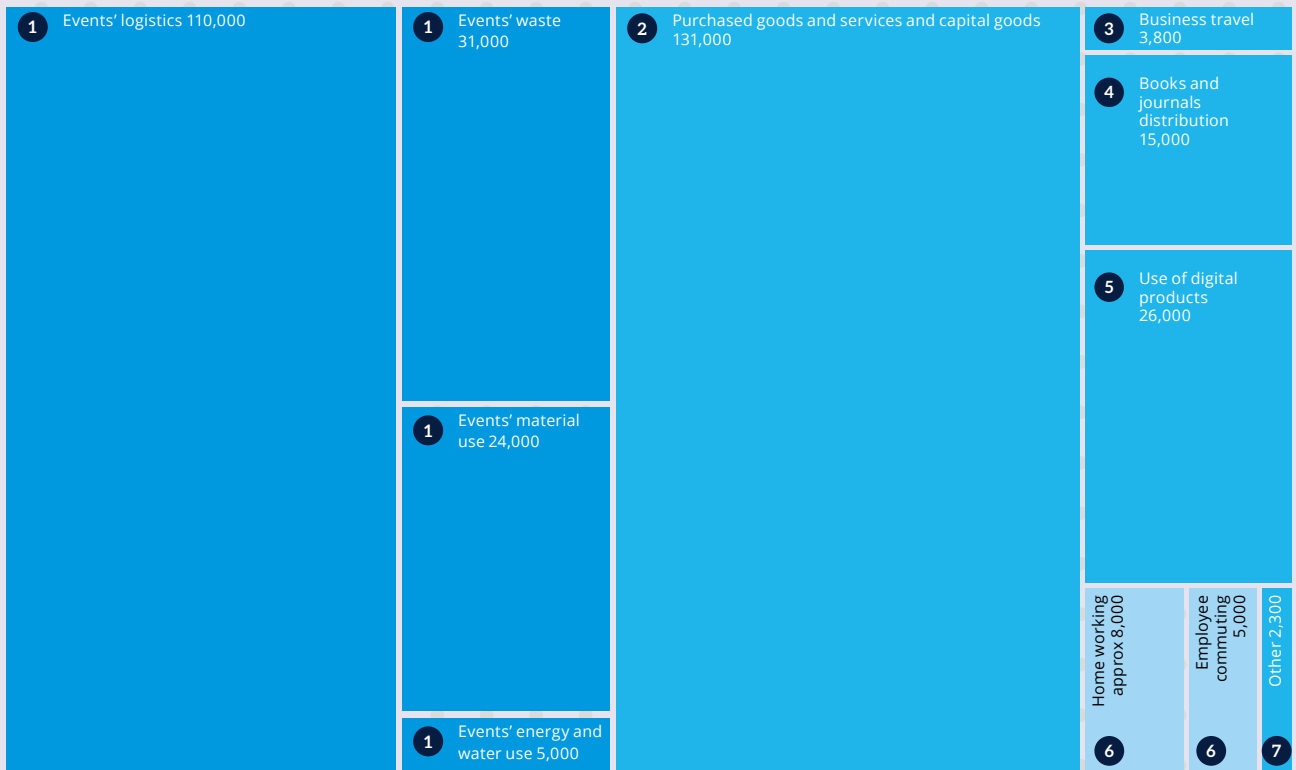 1 Events’ logistics 110,000
1 Events’ waste
31,000
1 Events’ material
use 24,000
1 Events’ energy and
water use 5,000
2 Purchased goods and services and capital goods
131,000
3 Business travel
3,800
4 Books and
journals
distribution
15,000
5 Use of digital
products
26,000
Home working
approx 8,000
6
Employee
commuting
5,000
6
Other 2,300
7